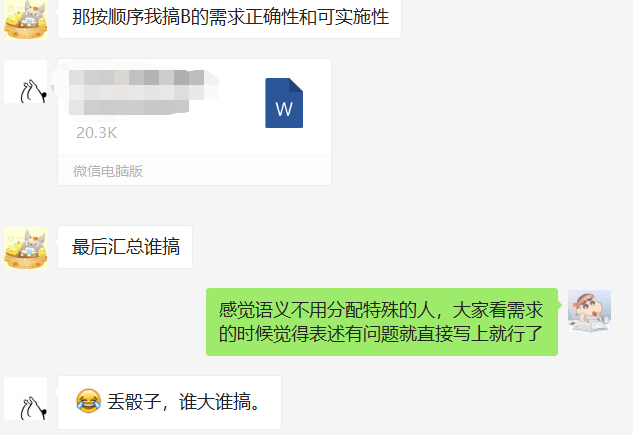 那按顺序我搞B的需求正确性和可实施性
W
20.3K
微信电脑版
最后汇总谁搞
感觉语义不用分配特殊的人，大家看需求
的时候觉得表述有问题就直接写上就行了
丢骰子，谁大谁搞。